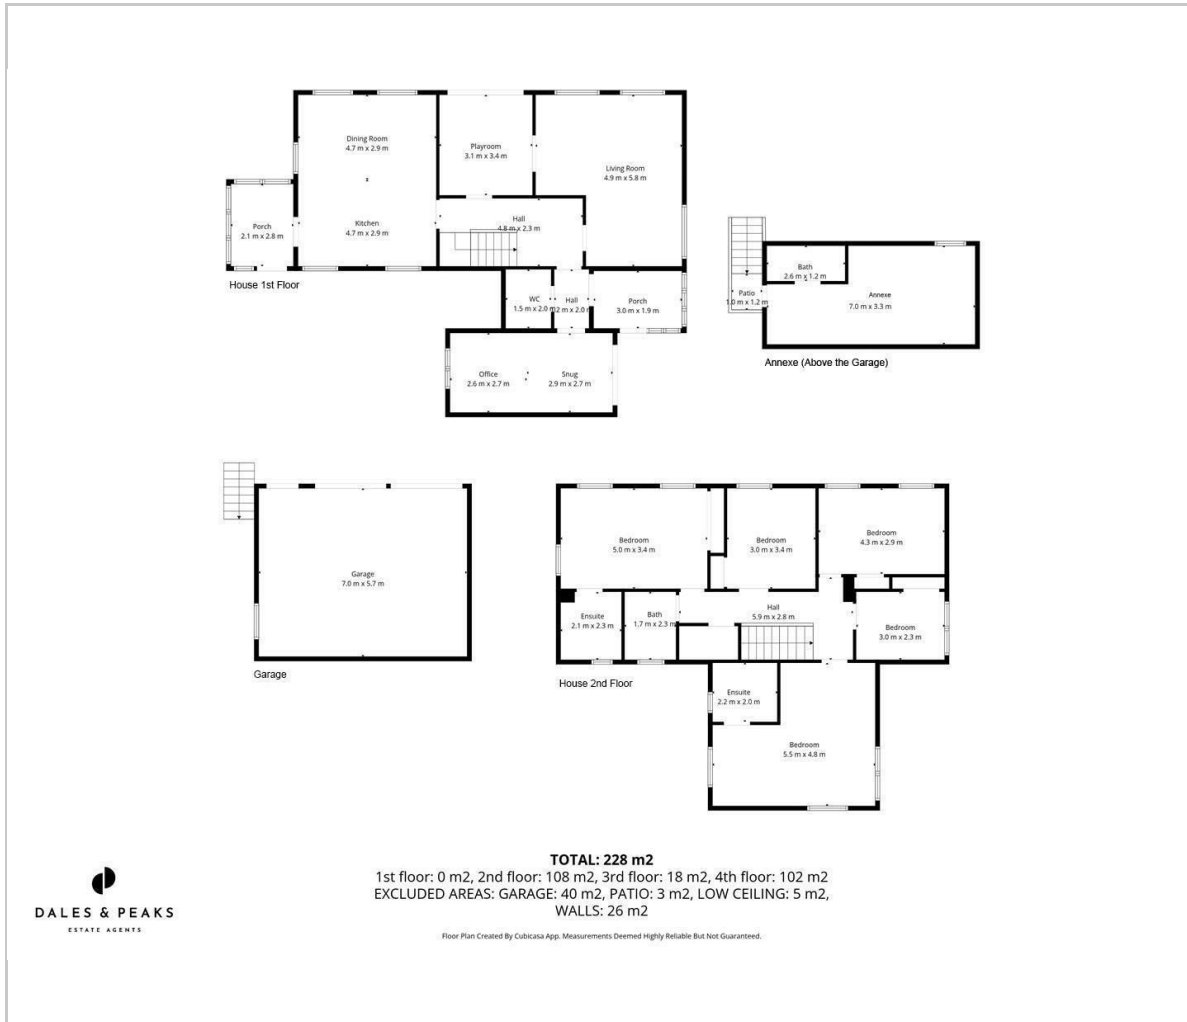 Dining Room
4.7 m x 2.9 m
Playroom
3.1 m x 3.4 m
Living Room
4.9 m x 5.8 m
Porch
2.1 m x 2.8 m
Kitchen
4.7 m x 2.9 m
Hall
4.8 m x 2.3 m
House 1st Floor
WC
1.5 m x 2.0 m
Hall
2 m x 2.0 m
Porch
3.0 m x 1.9 m
Office
2.6 m x 2.7 m
Snug
2.9 m x 2.7 m
Bath
2.6 m x 1.2 m
Patio
1.0 m x 1.2 m
Annexe
7.0 m x 3.3 m
Annexe (Above the Garage)
Garage
7.0 m x 5.7 m
Garage
Bedroom
5.0 m x 3.4 m
Bedroom
3.0 m x 3.4 m
Bedroom
4.3 m x 2.9 m
Ensuite
2.1 m x 2.3 m
Bath
1.7 m x 2.3 m
Hall
5.9 m x 2.8 m
Bedroom
3.0 m x 2.3 m
House 2nd Floor
Ensuite
2.2 m x 2.0 m
Bedroom
5.5 m x 4.8 m
TOTAL: 228 m2
1st floor: 0 m2, 2nd floor: 108 m2, 3rd floor: 18 m2, 4th floor: 102 m2
EXCLUDED AREAS: GARAGE: 40 m2, PATIO: 3 m2, LOW CEILING: 5 m2,
WALLS: 26 m2
DALES & PEAKS
ESTATE AGENTS
Floor Plan Created By Cubicasa App. Measurements Deemed Highly Reliable But Not Guaranteed.